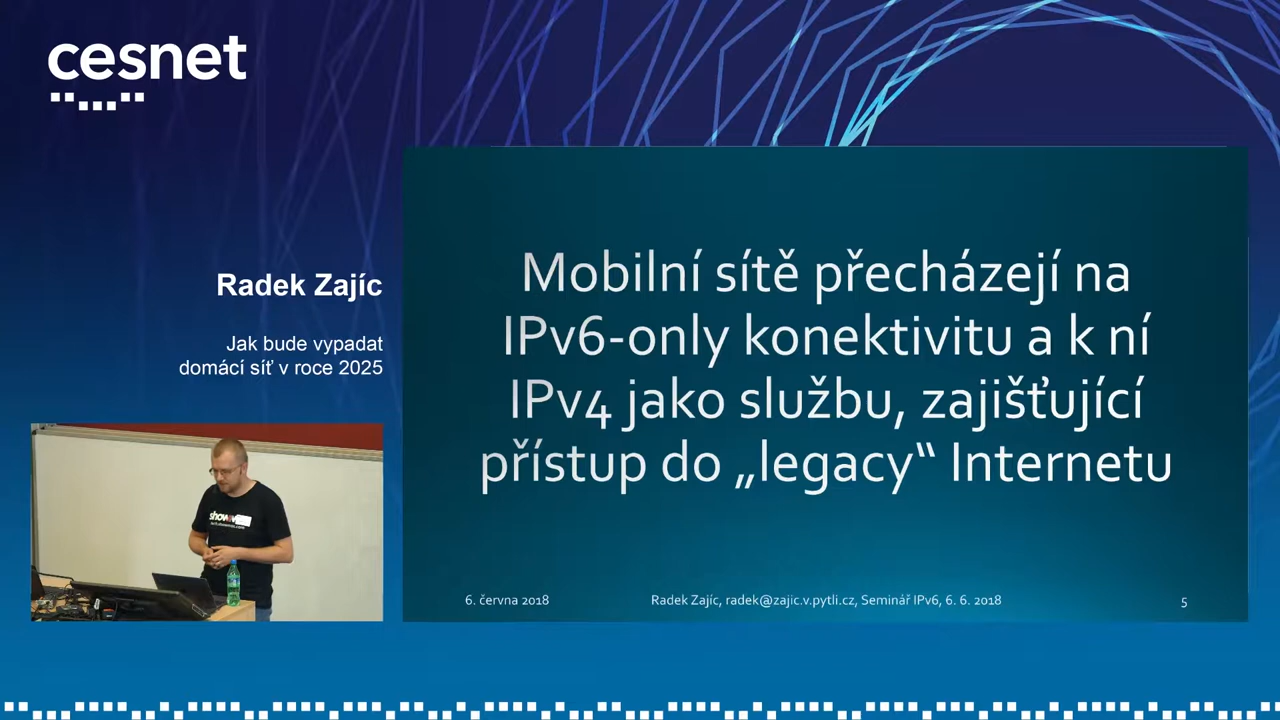 cesnet
Radek Zajíc
Jak bude vypadat
domácí síť v roce 2025
Mobilní sítě přecházejí na
IPv6-only konektivitu a k ní
IPv4 jako službu, zajišťující
přístup do „legacy“ Internetu
6. června 2018
Radek Zajíc, radek@zajic.v.pytli.cz, Seminář IPv6, 6. 6. 2018
5